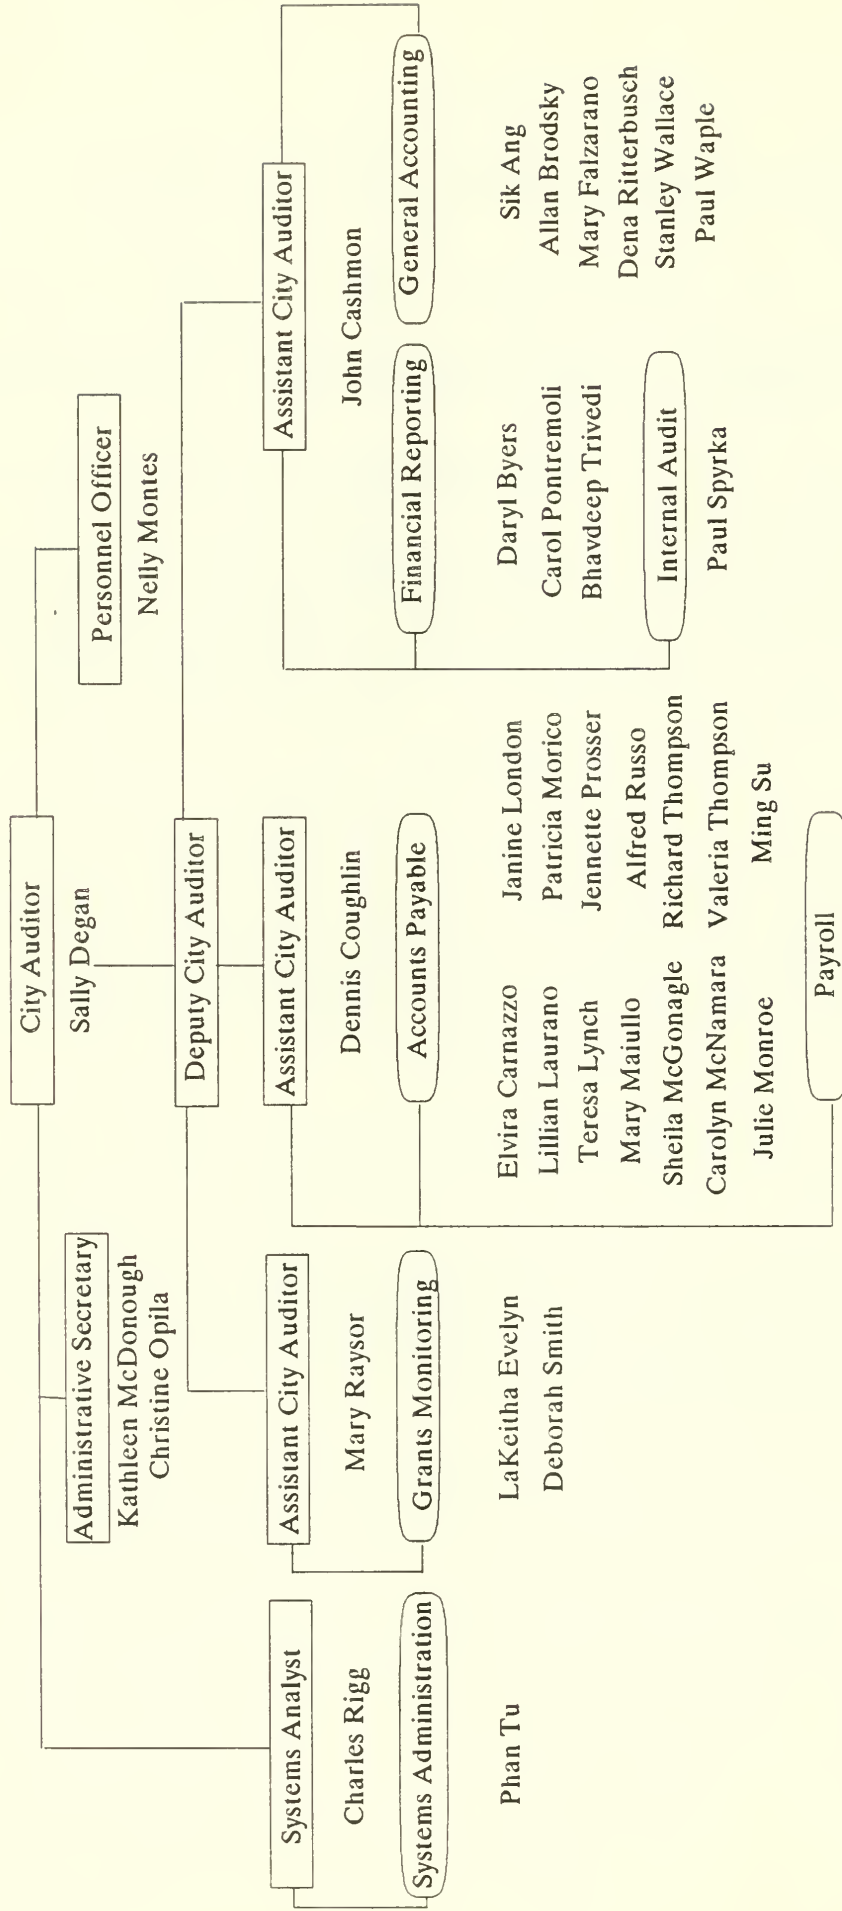 City Auditor
Sally Degan
Administrative Secretary
Kathleen McDonough
Christine Opila
Personnel Officer
Nelly Montes
Deputy City Auditor
Systems Analyst
Charles Rigg
Systems Administration
Phan Tu
Assistant City Auditor
Mary Raysor
Grants Monitoring
LaKeitha Evelyn
Deborah Smith
Assistant City Auditor
Dennis Coughlin
Accounts Payable
Elvira Carnazzo
Lillian Laurano
Teresa Lynch
Mary Maiullo
Sheila McGonagle
Carolyn McNamara
Julie Monroe
Janine London
Patricia Morico
Jennette Prosser
Alfred Russo
Richard Thompson
Valeria Thompson
Ming Su
Payroll
Assistant City Auditor
John Cashmon
Financial Reporting
Daryl Byers
Carol Pontremoli
Bhavdeep Trivedi
Internal Audit
Paul Spyrka
General Accounting
Sik Ang
Allan Brodsky
Mary Falzarano
Dena Ritterbusch
Stanley Wallace
Paul Waple